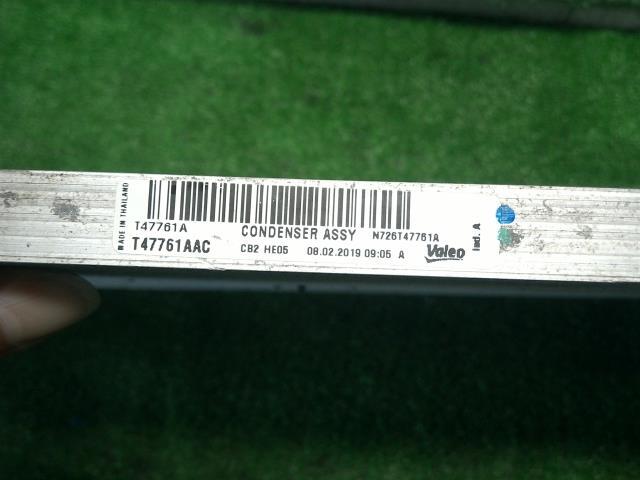 MADE IN THAILAND
T47761A CONDENSER ASSY N726T47761A
T47761AAC CB2 HE05 08.02.2019 09:05 A Valeo
Ind. A